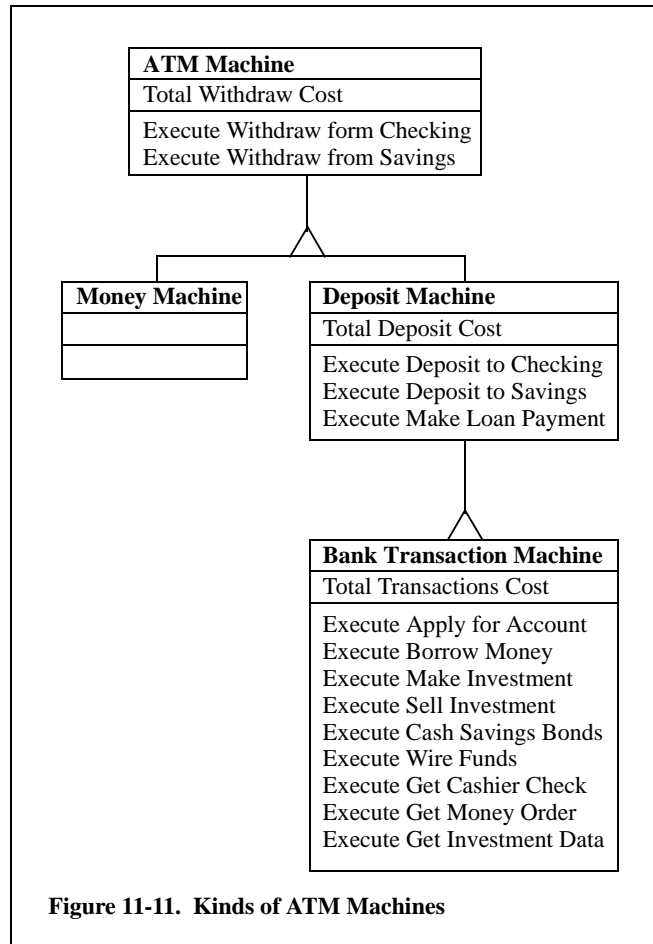 ATM Machine
Total Withdraw Cost
Execute Withdraw form Checking
Execute Withdraw from Savings
Money Machine
Deposit Machine
Total Deposit Cost
Execute Deposit to Checking
Execute Deposit to Savings
Execute Make Loan Payment
Bank Transaction Machine
Total Transactions Cost
Execute Apply for Account
Execute Borrow Money
Execute Make Investment
Execute Sell Investment
Execute Cash Savings Bonds
Execute Wire Funds
Execute Get Cashier Check
Execute Get Money Order
Execute Get Investment Data
Figure 11-11. Kinds of ATM Machines